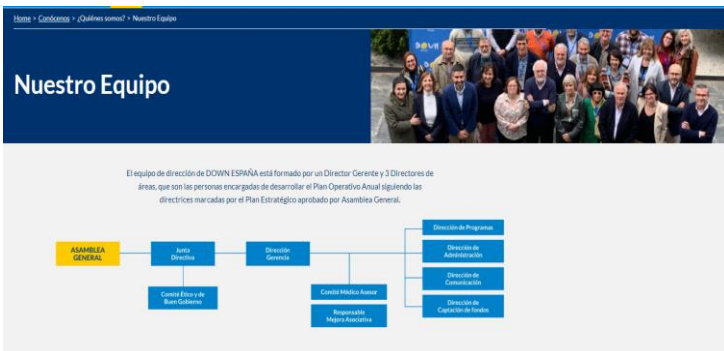 Home > Conócenos > ¿Quiénes somos? > Nuestro Equipo
Nuestro Equipo
El equipo de dirección de DOWN ESPAÑA está formado por un Director Gerente y 3 Directores de
áreas, que son las personas encargadas de desarrollar el Plan Operativo Anual siguiendo las
directrices marcadas por el Plan Estratégico aprobado por Asamblea General.
ASAMBLEA
GENERAL
Junta
Directiva
Dirección
Gerencia
Comité Ético y de
Buen Gobierno
Comité Médico Asesor
Responsable
Mejora Asociativa
Dirección de Programas
Dirección de
Administración
Dirección de
Comunicación
Dirección de
Captación de fondos